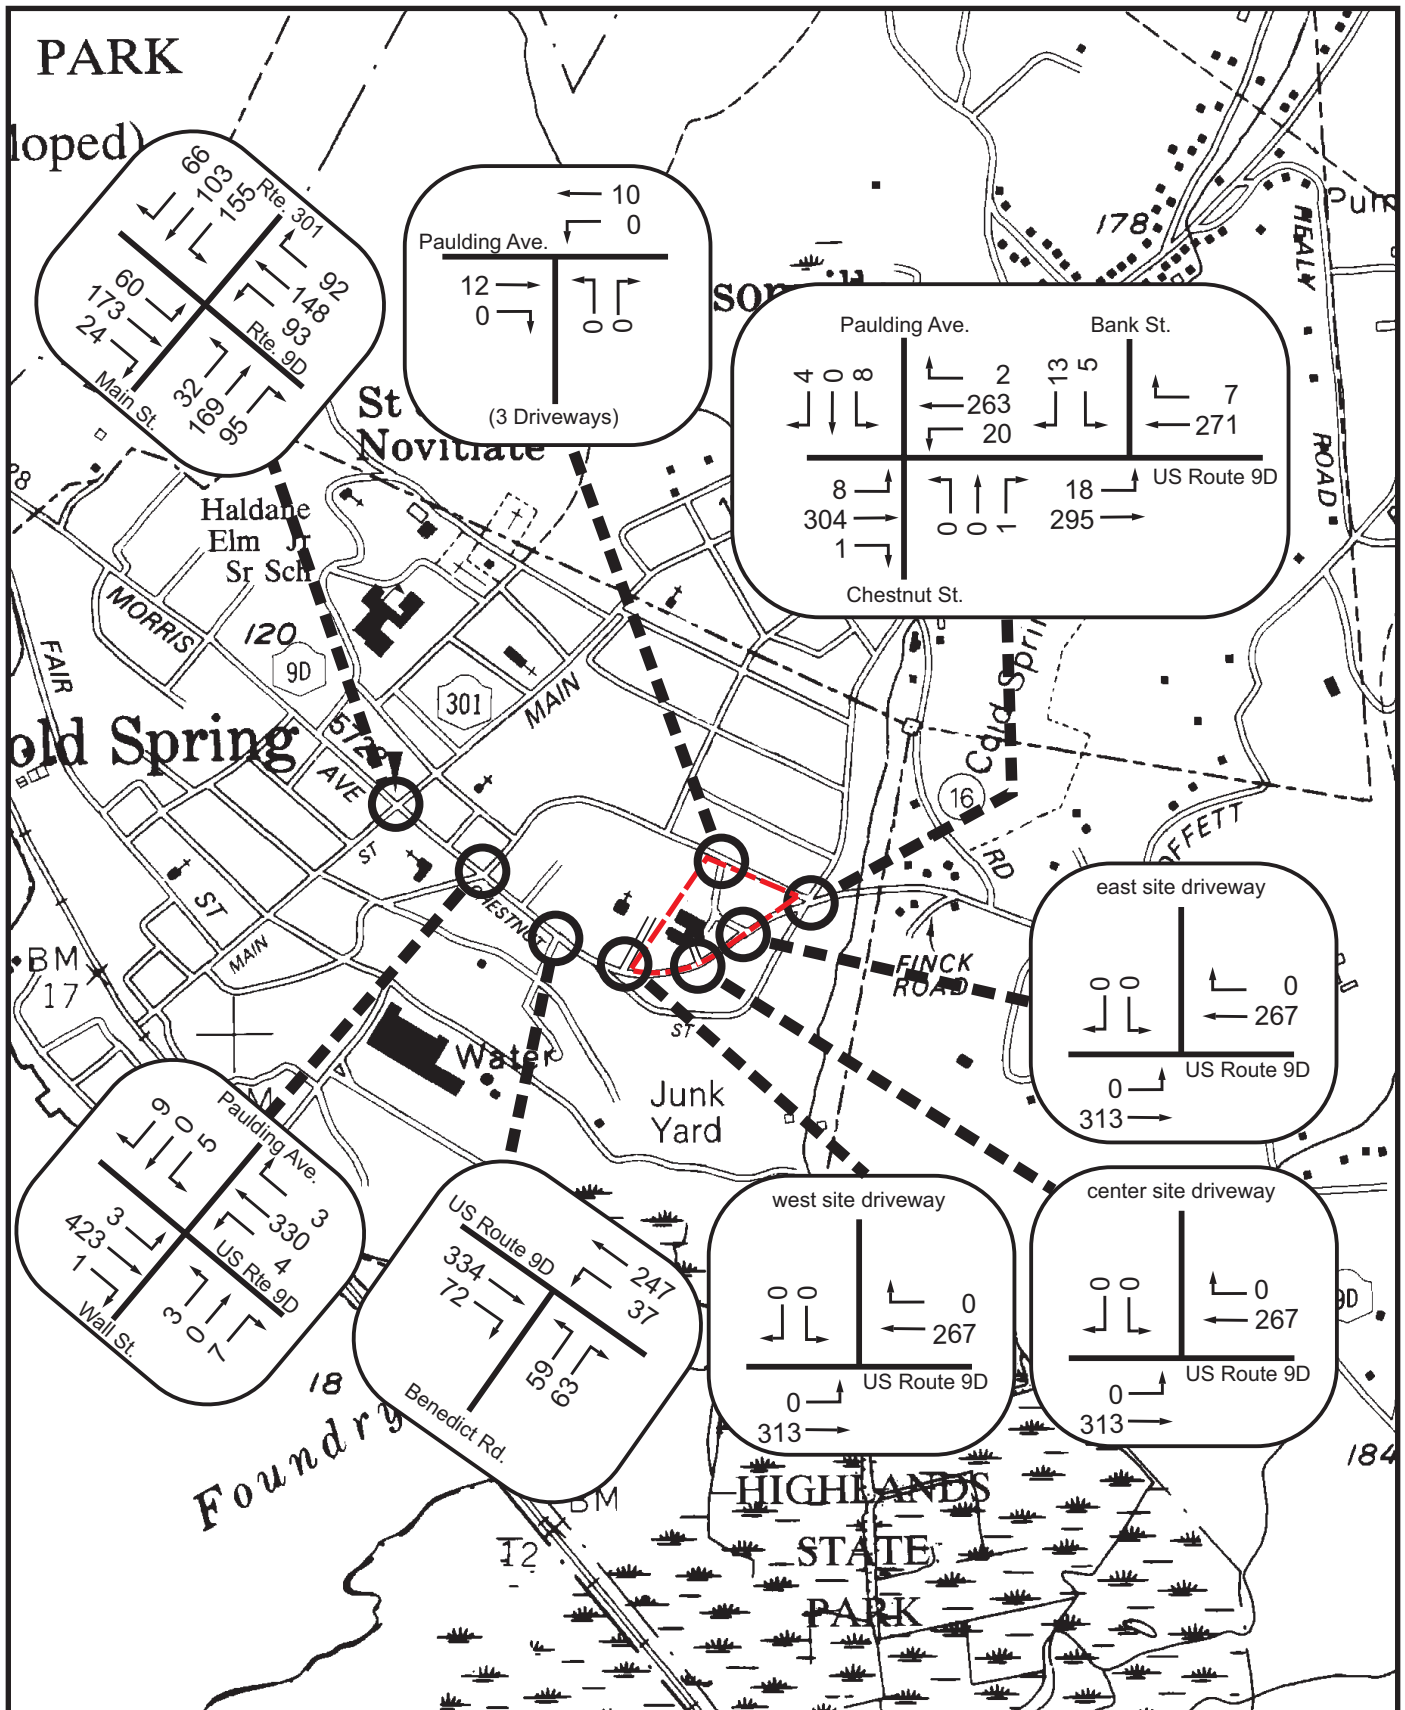 PARK
loped)
66
103
155
Rte. 301
60
173
24
92
148
93
Rte. 9D
32
169
95
Main St.
10
0
Paulding Ave.
12
0
0
0
(3 Driveways)
178
HEALY
ROAD
Paulding Ave.
Bank St.
4
0
8
2
263
20
13
5
7
271
US Route 9D
8
304
1
0
0
1
18
295
Chestnut St.
St
Novitiate
28
Haldane
Elm Jr
Sr Sch
MORRIS
120
9D
301
MAIN
FAIR
old Spring
AVE
ST
CHESTNUT
Cold Spring
16
RD
MAIN
ST
BM
17
FINCK
ROAD
ST
Water
Junk
Yard
east site driveway
0
0
0
267
US Route 9D
0
313
9
0
5
Paulding Ave.
3
423
1
3
330
4
US Rte 9D
3
0
7
Wall St.
US Route 9D
334
72
247
37
59
63
Benedict Rd.
west site driveway
0
0
0
267
US Route 9D
0
313
center site driveway
0
0
0
267
US Route 9D
0
313
9D
18
Foundry
184
BM
12
HIGHLANDS
STATE
PARK